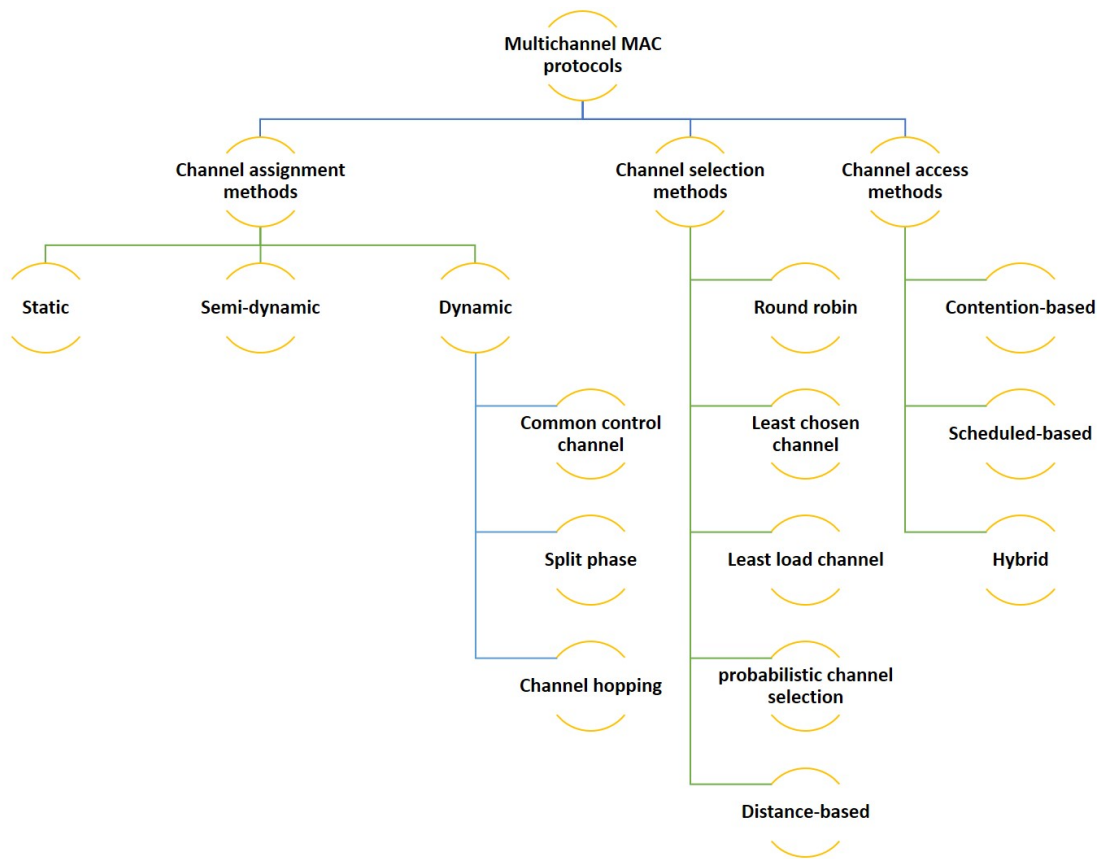 Multichannel MAC
protocols
Channel assignment
methods
Channel selection
methods
Channel access
methods
Static
Semi-dynamic
Dynamic
Round robin
Contention-based
Common control
channel
Least chosen
channel
Scheduled-based
Split phase
Least load channel
Hybrid
Channel hopping
probabilistic channel
selection
Distance-based